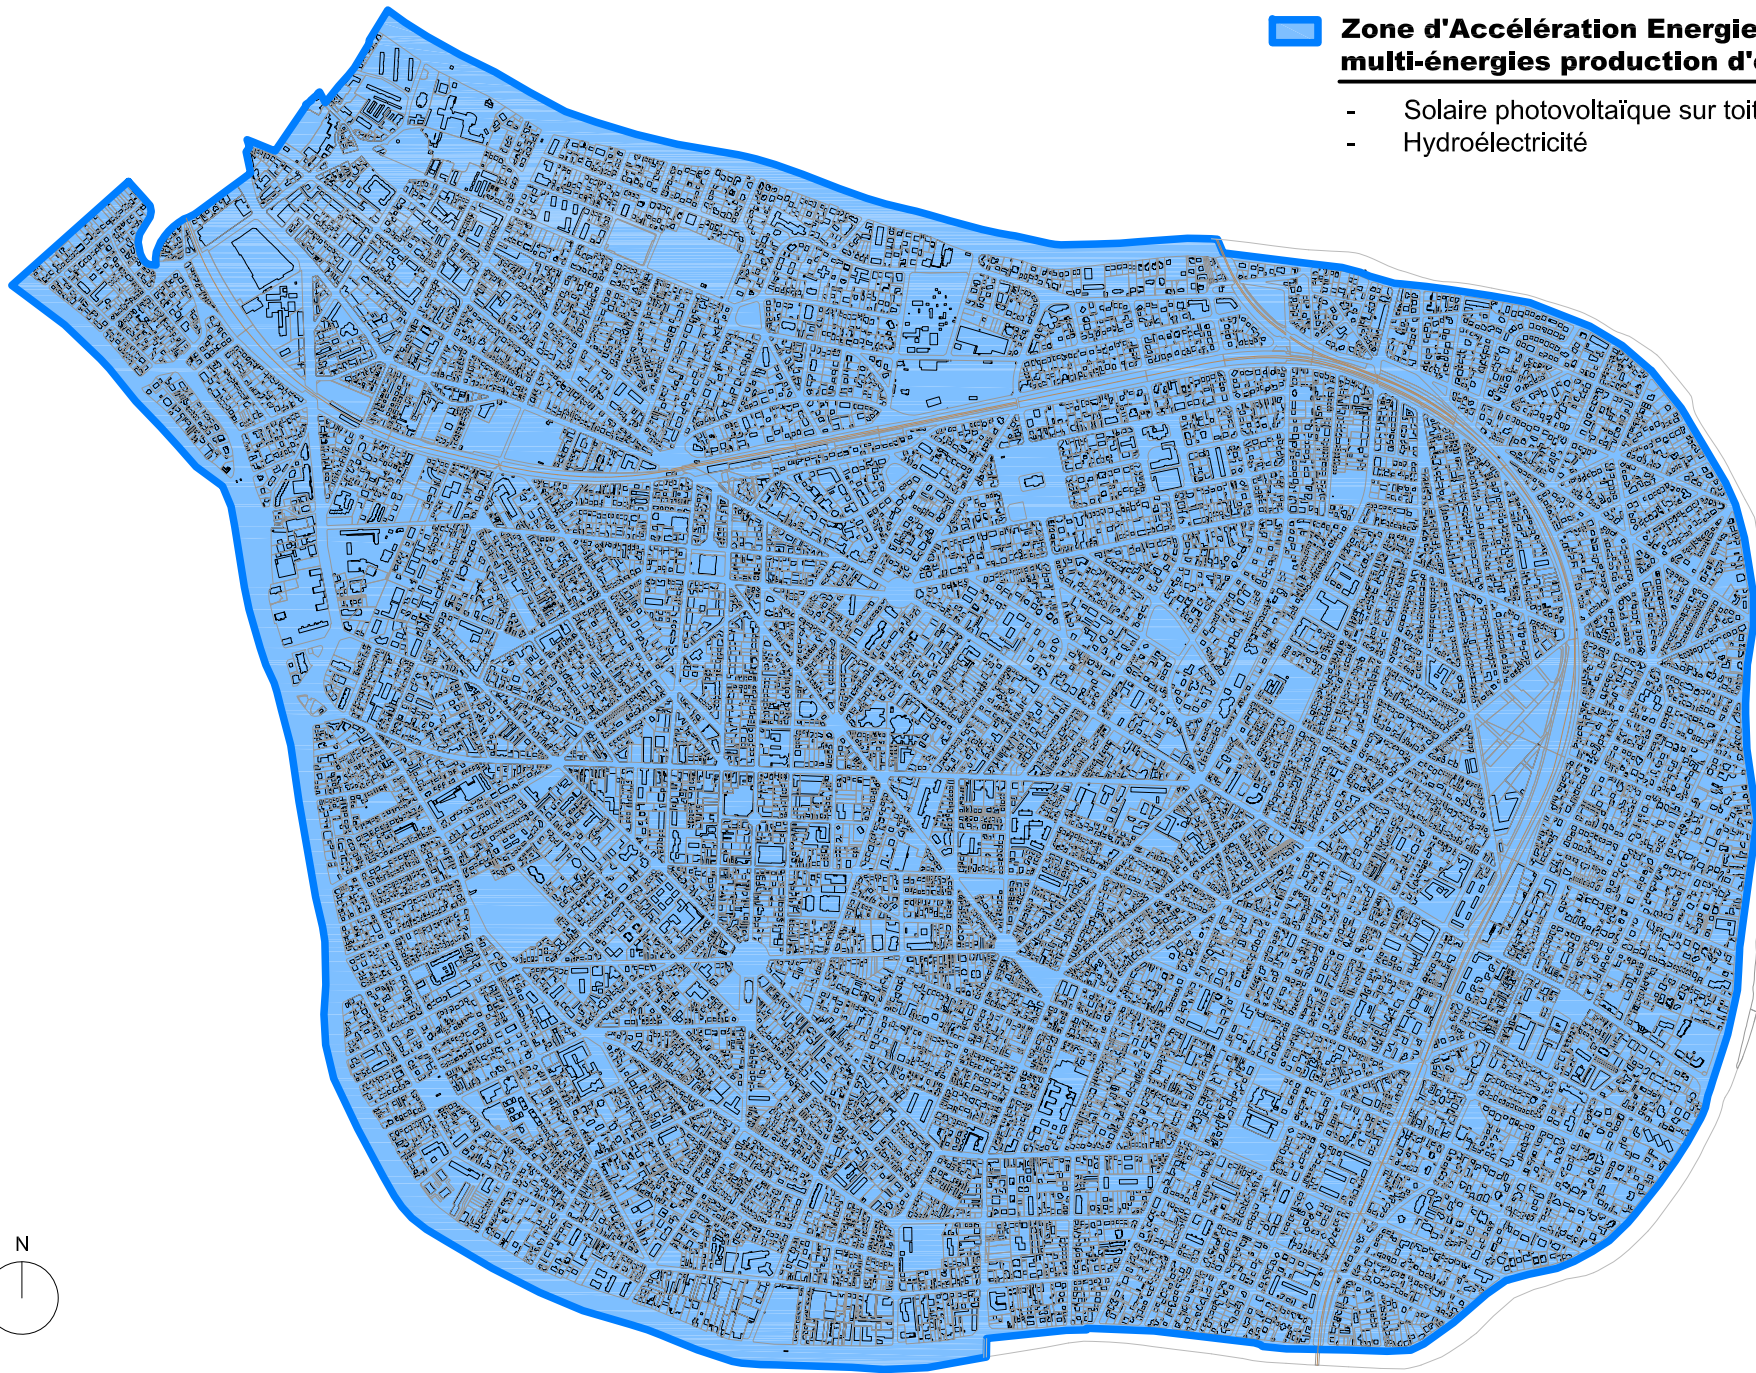 Zone d'Accélération Energie
multi-énergies production d'
- Solaire photovoltaïque sur toit
- Hydroélectricité
N